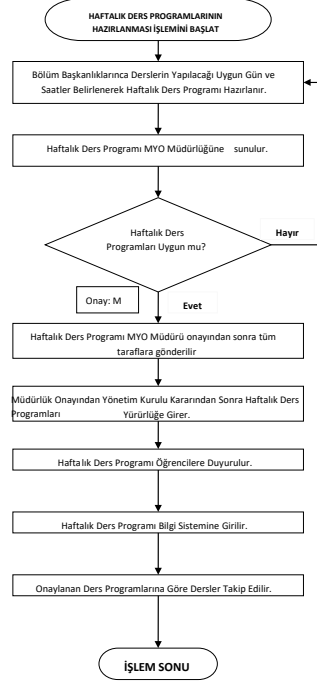 HAFTALIK DERS PROGRAMLARININ
HAZIRLANMASI İŞLEMİNİ BAŞLAT
Bölüm Başkanlıklarınca Derslerin Yapılacağı Uygun Gün ve
Saatler Belirlenerek Haftalık Ders Programı Hazırlanır.
Haftalık Ders Programı MYO Müdürlüğüne sunulur.
Haftalık Ders
Programları Uygun mu?
Hayır
Onay: M
Evet
Haftalık Ders Programı MYO Müdürü onayından sonra tüm
taraflara gönderilir
Müdürlük Onayından Yönetim Kurulu Kararından Sonra Haftalık Ders
Programları Yürürlüğe Girer.
Haftalık Ders Programı Öğrencilere Duyurulur.
Haftalık Ders Programı Bilgi Sistemine Girilir.
Onaylanan Ders Programlarına Göre Dersler Takip Edilir.
İŞLEM SONU